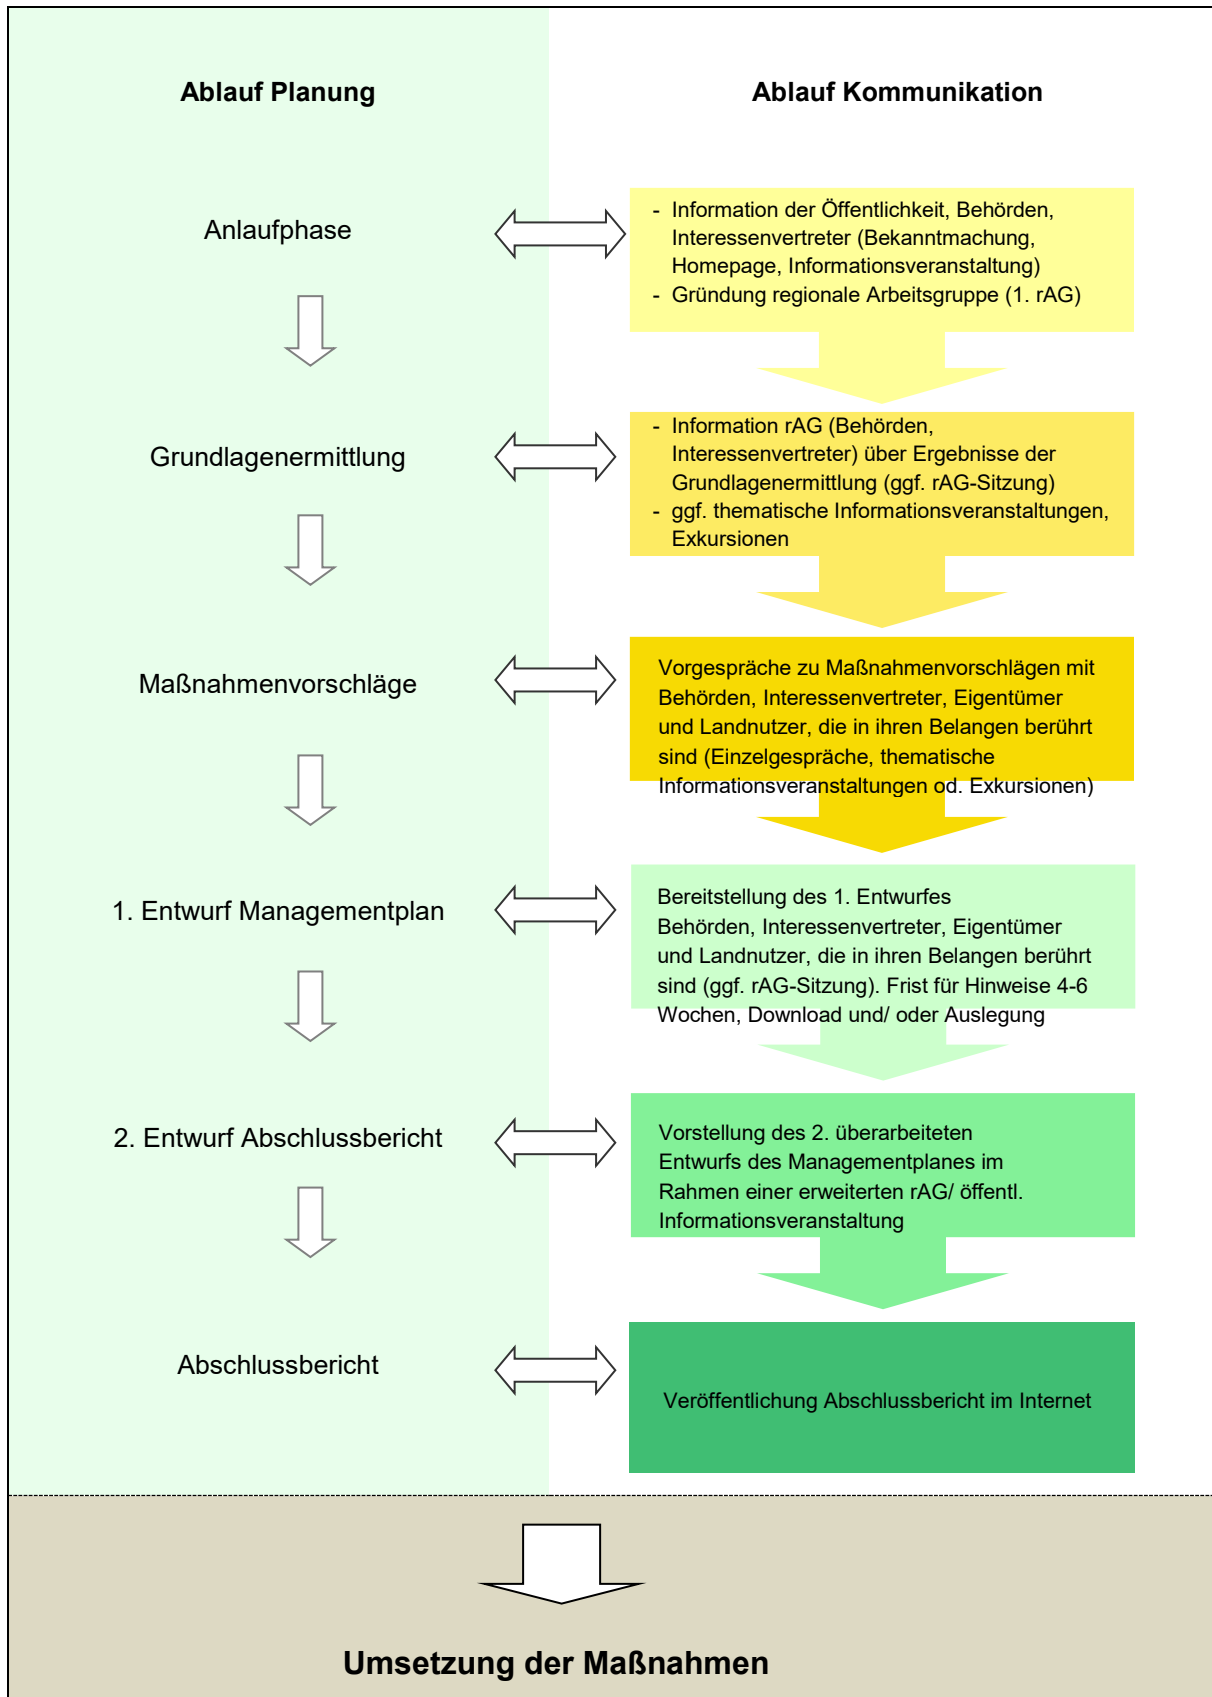 Ablauf Planung
Ablauf Kommunikation
Anlaufphase
- Information der Öffentlichkeit, Behörden,
Interessenvertreter (Bekanntmachung,
Homepage, Informationsveranstaltung)
- Gründung regionale Arbeitsgruppe (1. rAG)
Grundlagenermittlung
- Information rAG (Behörden,
Interessenvertreter) über Ergebnisse der
Grundlagenermittlung (ggf. rAG-Sitzung)
- ggf. thematische Informationsveranstaltungen,
Exkursionen
Maßnahmenvorschläge
Vorgespräche zu Maßnahmenvorschlägen mit
Behörden, Interessenvertreter, Eigentümer
und Landnutzer, die in ihren Belangen berührt
sind (Einzelgespräche, thematische
Informationsveranstaltungen od. Exkursionen)
1. Entwurf Managementplan
Bereitstellung des 1. Entwurfes
Behörden, Interessenvertreter, Eigentümer
und Landnutzer, die in ihren Belangen berührt
sind (ggf. rAG-Sitzung). Frist für Hinweise 4-6
Wochen, Download und/ oder Auslegung
2. Entwurf Abschlussbericht
Vorstellung des 2. überarbeiteten
Entwurfs des Managementplanes im
Rahmen einer erweiterten rAG/ öffentl.
Informationsveranstaltung
Abschlussbericht
Veröffentlichung Abschlussbericht im Internet
Umsetzung der Maßnahmen